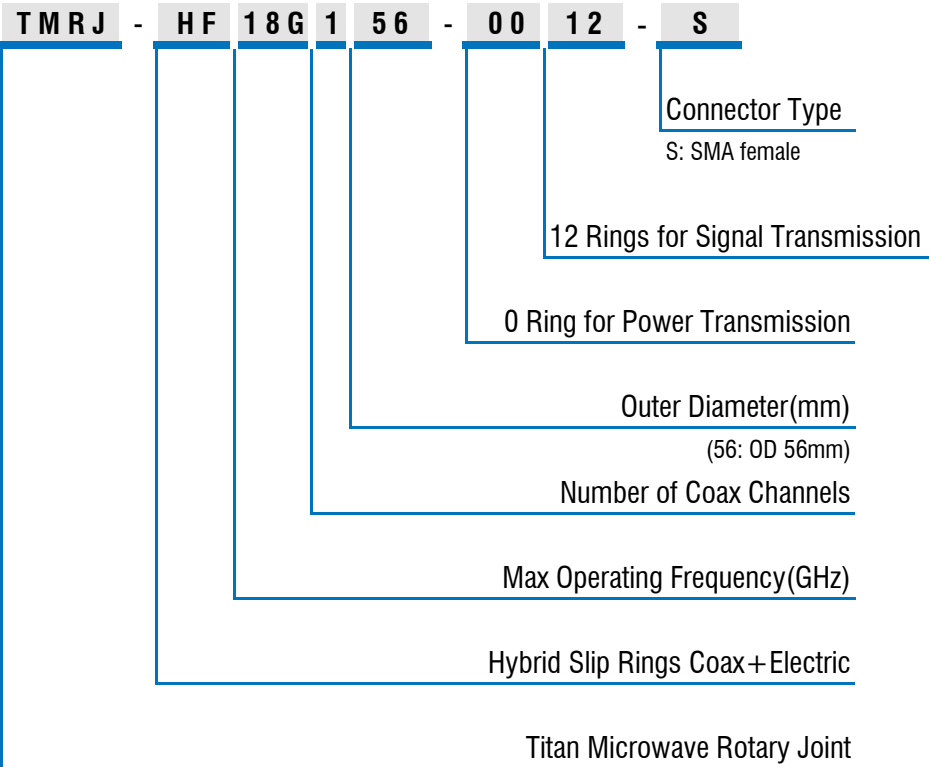 TMRJ - HF 18G 1 56 - 00 12 - S
Connector Type
S: SMA female
12 Rings for Signal Transmission
0 Ring for Power Transmission
Outer Diameter(mm)
(56: OD 56mm)
Number of Coax Channels
Max Operating Frequency(GHz)
Hybrid Slip Rings Coax+Electric
Titan Microwave Rotary Joint